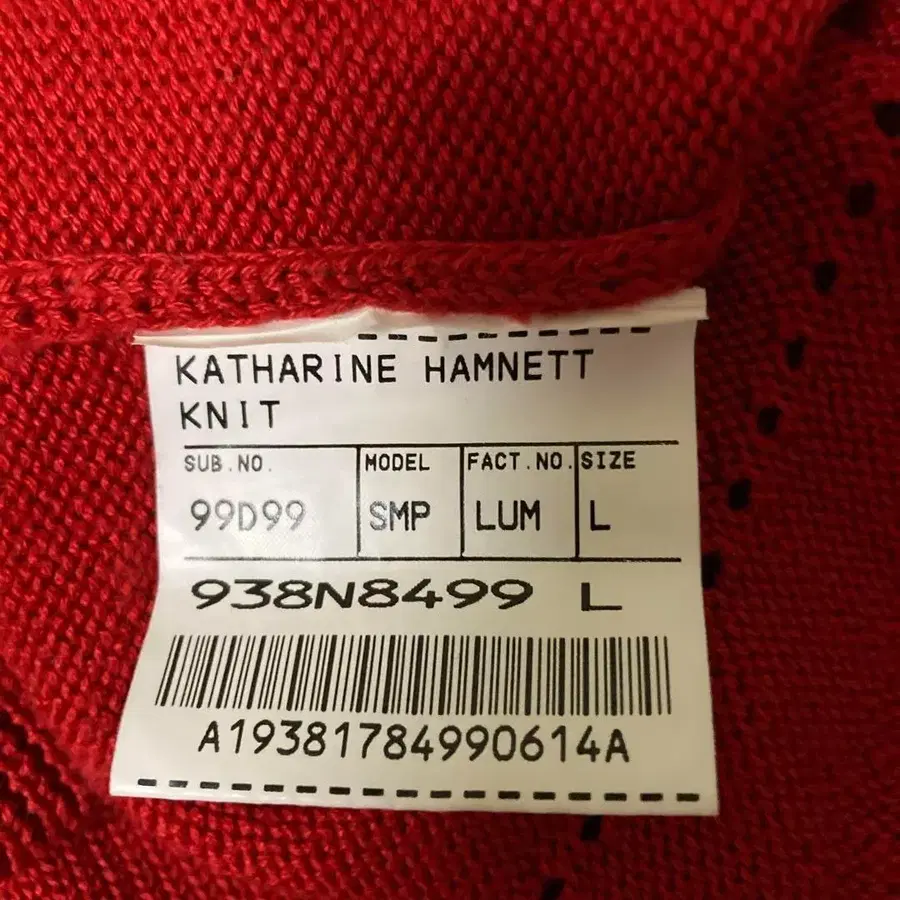 KATHARINE HAMNETT
KNIT
SUB.NO. MODEL FACT.NO. SIZE
99D99 SMP LUM L
938N8499 L
A19381784990614A